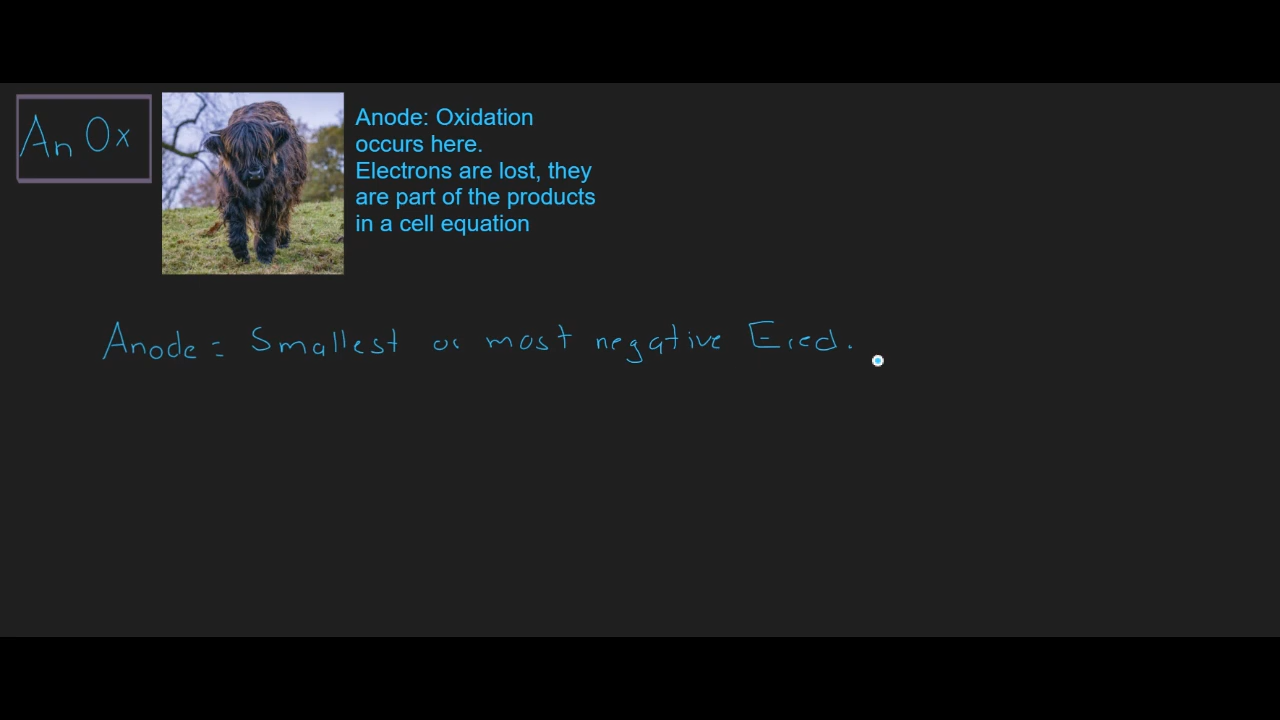 An Ox
Anode: Oxidation
occurs here.
Electrons are lost, they
are part of the products
in a cell equation
Anode = Smallest or most negative Ered.